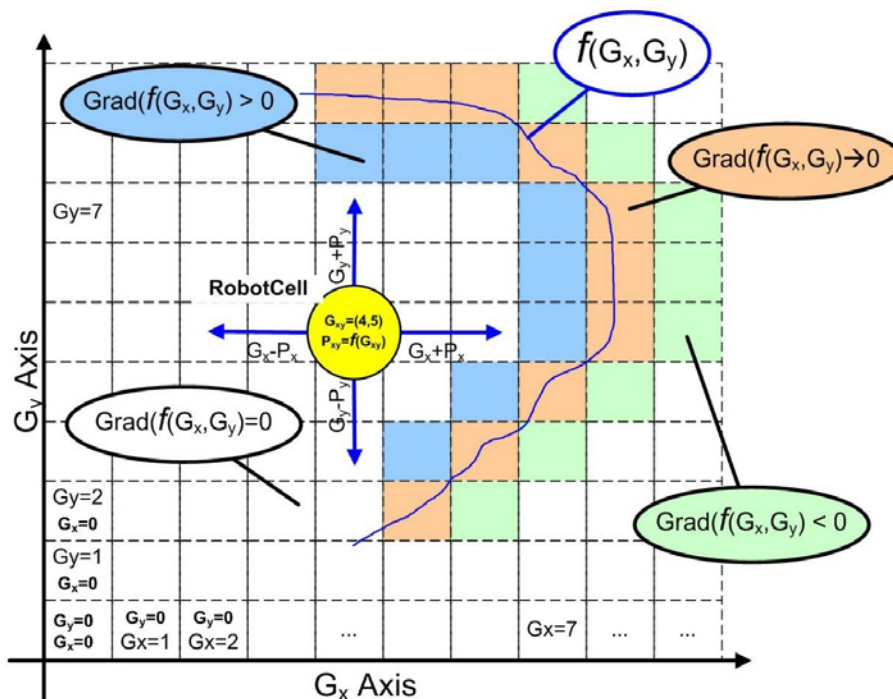 f(Gx,Gy)
Grad(f(Gx,Gy) > 0
Grad(f(Gx,Gy)→0
Gy=7
Gy+Py
RobotCell
Gxy=(4,5)
Pxy=f(Gxy)
Gx-Px
Gx+Px
Gy-Py
Gy Axis
Grad(f(Gx,Gy)=0
Gy=2
Gx=0
Grad(f(Gx,Gy) < 0
Gy=1
Gx=0
Gy=0
Gx=0
Gy=0
Gx=1
Gy=0
Gx=2
...
Gx=7
...
...
Gx Axis